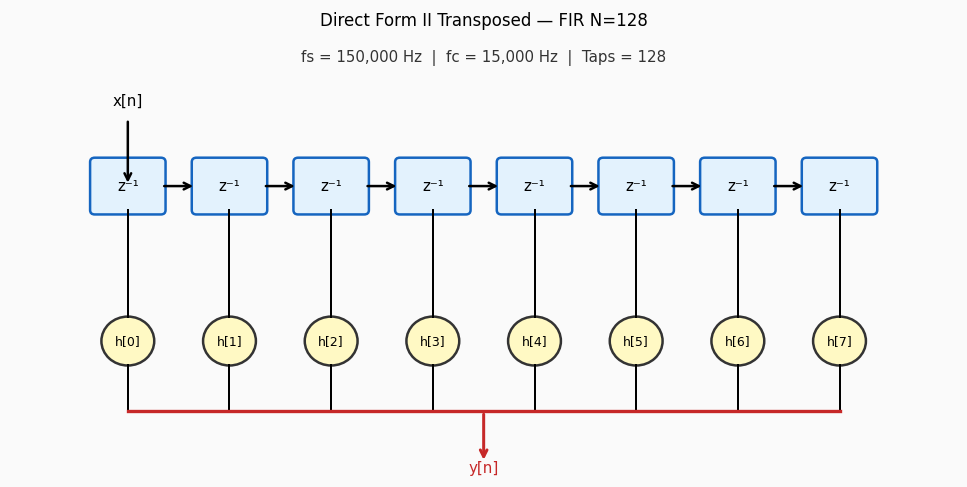 Direct Form II Transposed — FIR N=128
fs = 150,000 Hz | fc = 15,000 Hz | Taps = 128
x[n]
z⁻¹ z⁻¹ z⁻¹ z⁻¹ z⁻¹ z⁻¹ z⁻¹ z⁻¹
h[0] h[1] h[2] h[3] h[4] h[5] h[6] h[7]
y[n]